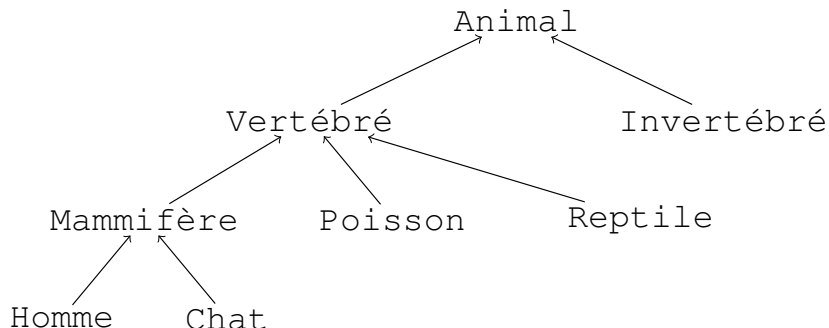 Animal
Vertébré Invertébré
Mammifère Poisson Reptile
Homme Chat